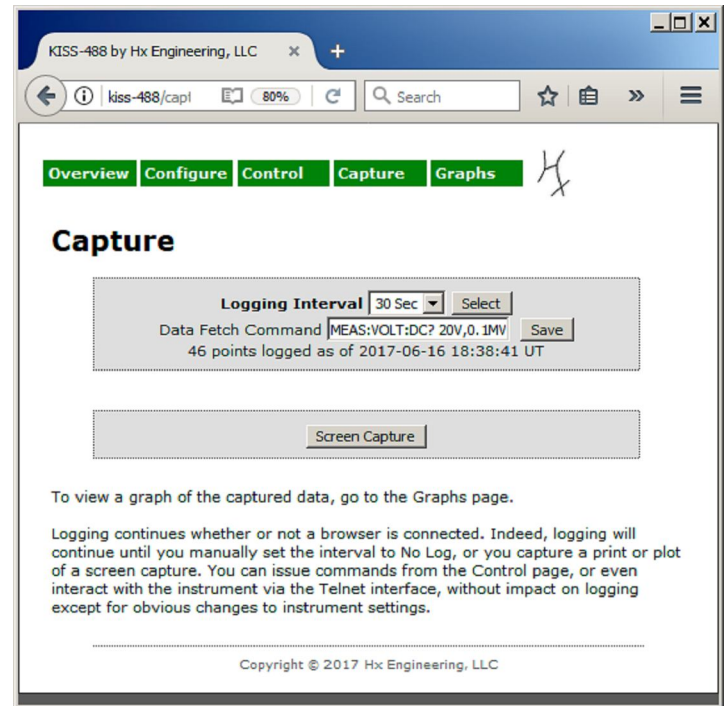 KISS-488 by Hx Engineering, LLC × +
kiss-488/capt 80% Search
Overview Configure Control Capture Graphs Hx
Capture
Logging Interval 30 Sec Select
Data Fetch Command MEAS:VOLT:DC? 20V,0.1MV Save
46 points logged as of 2017-06-16 18:38:41 UT
Screen Capture
To view a graph of the captured data, go to the Graphs page.
Logging continues whether or not a browser is connected. Indeed, logging will
continue until you manually set the interval to No Log, or you capture a print or plot
of a screen capture. You can issue commands from the Control page, or even
interact with the instrument via the Telnet interface, without impact on logging
except for obvious changes to instrument settings.
Copyright © 2017 Hx Engineering, LLC